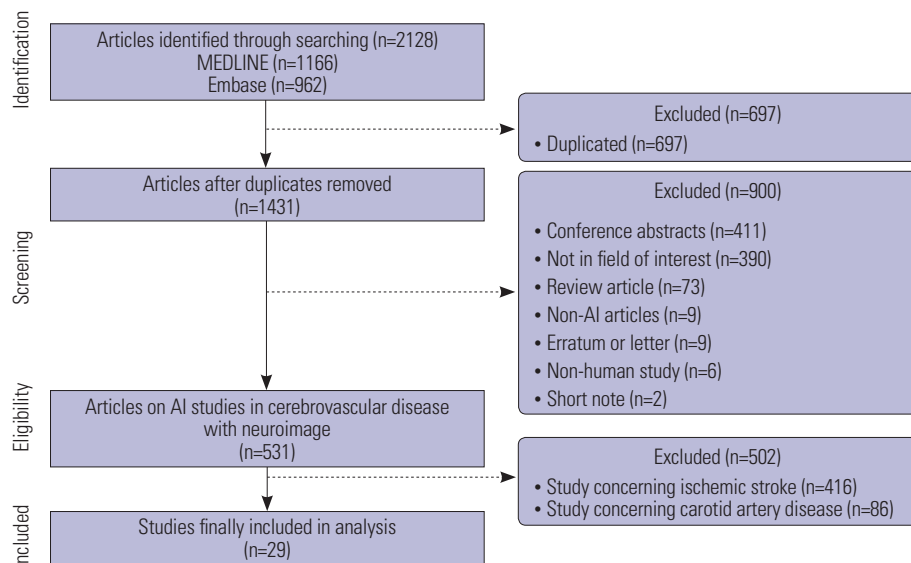 Identification
Articles identified through searching (n=2128)
MEDLINE (n=1166)
Embase (n=962)
Excluded (n=697)
• Duplicated (n=697)
Screening
Articles after duplicates removed
(n=1431)
Excluded (n=900)
• Conference abstracts (n=411)
• Not in field of interest (n=390)
• Review article (n=73)
• Non-AI articles (n=9)
• Erratum or letter (n=9)
• Non-human study (n=6)
• Short note (n=2)
Eligibility
Articles on AI studies in cerebrovascular disease
with neuroimage
(n=531)
Excluded (n=502)
• Study concerning ischemic stroke (n=416)
• Study concerning carotid artery disease (n=86)
Included
Studies finally included in analysis
(n=29)